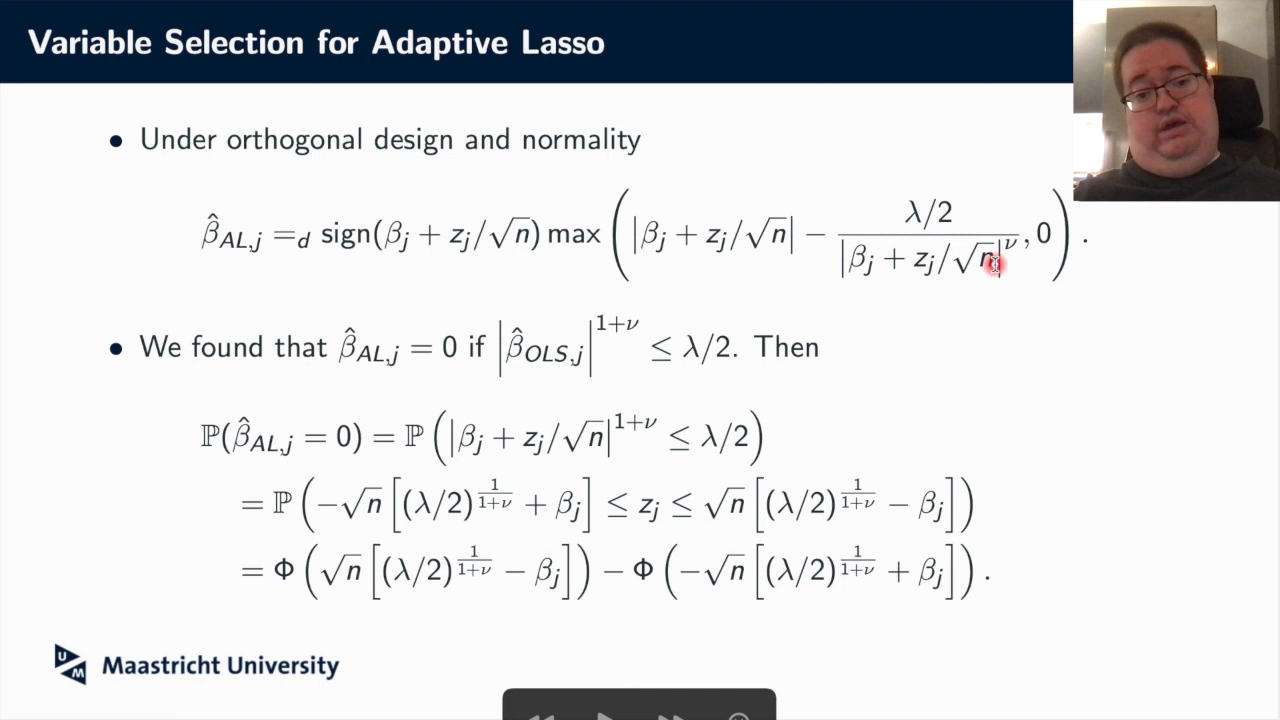 Variable Selection for Adaptive Lasso
• Under orthogonal design and normality
β̂_{AL,j} =_d sign(β_j + z_j/√n) max( |β_j + z_j/√n| − (λ/2)/|β_j + z_j/√n|^ν , 0 ) .
• We found that β̂_{AL,j} = 0 if |β̂_{OLS,j}|^{1+ν} ≤ λ/2. Then
ℙ(β̂_{AL,j} = 0) = ℙ( |β_j + z_j/√n|^{1+ν} ≤ λ/2 )
= ℙ( −√n [ (λ/2)^{1/(1+ν)} + β_j ] ≤ z_j ≤ √n [ (λ/2)^{1/(1+ν)} − β_j ] )
= Φ( √n [ (λ/2)^{1/(1+ν)} − β_j ] ) − Φ( −√n [ (λ/2)^{1/(1+ν)} + β_j ] ) .
UM Maastricht University